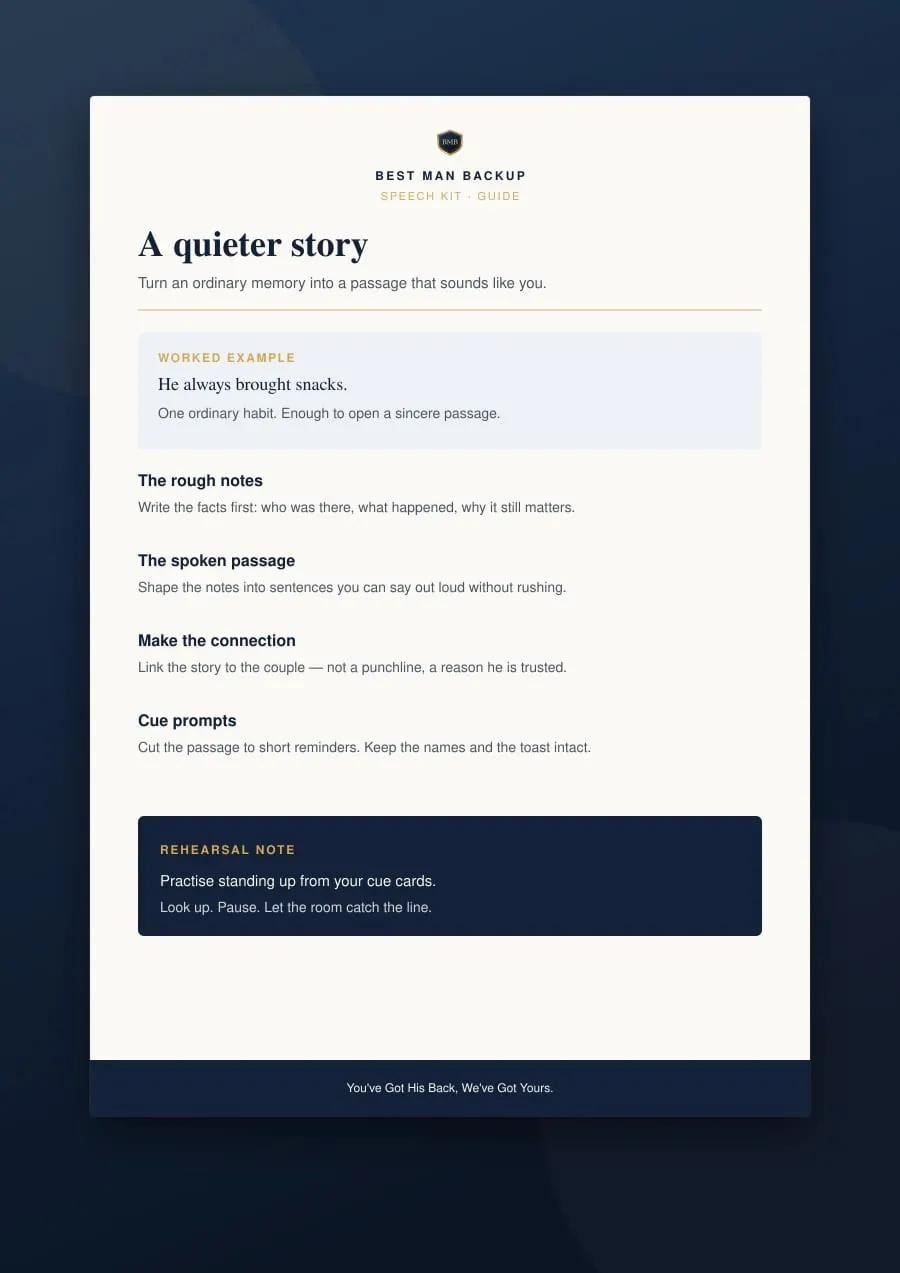 BMB
BEST MAN BACKUP
SPEECH KIT · GUIDE
A quieter story
Turn an ordinary memory into a passage that sounds like you.
WORKED EXAMPLE
He always brought snacks.
One ordinary habit. Enough to open a sincere passage.
The rough notes
Write the facts first: who was there, what happened, why it still matters.
The spoken passage
Shape the notes into sentences you can say out loud without rushing.
Make the connection
Link the story to the couple — not a punchline, a reason he is trusted.
Cue prompts
Cut the passage to short reminders. Keep the names and the toast intact.
REHEARSAL NOTE
Practise standing up from your cue cards.
Look up. Pause. Let the room catch the line.
You've Got His Back, We've Got Yours.